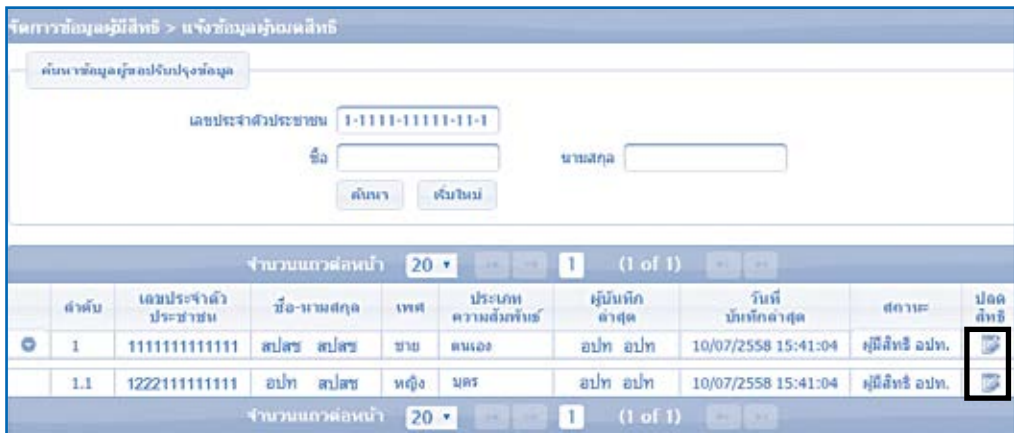 จัดการข้อมูลผู้มีสิทธิ > แจ้งข้อมูลผู้หมดสิทธิ
ค้นหาข้อมูลผู้ขอปรับปรุงข้อมูล
เลขประจำตัวประชาชน 1-1111-11111-11-1
ชื่อ นามสกุล
ค้นหา เริ่มใหม่
จำนวนแถวต่อหน้า 20 1 (1 of 1)
ลำดับ เลขประจำตัวประชาชน ชื่อ-นามสกุล เพศ ประเภทความสัมพันธ์ ผู้บันทึกล่าสุด วันที่บันทึกล่าสุด สถานะ ปลดสิทธิ
1 1111111111111 สปสช สปสช ชาย ตนเอง อปท อปท 10/07/2558 15:41:04 ผู้มีสิทธิ อปท.
1.1 1222111111111 อปท สปสช หญิง บุตร อปท อปท 10/07/2558 15:41:04 ผู้มีสิทธิ อปท.
จำนวนแถวต่อหน้า 20 1 (1 of 1)